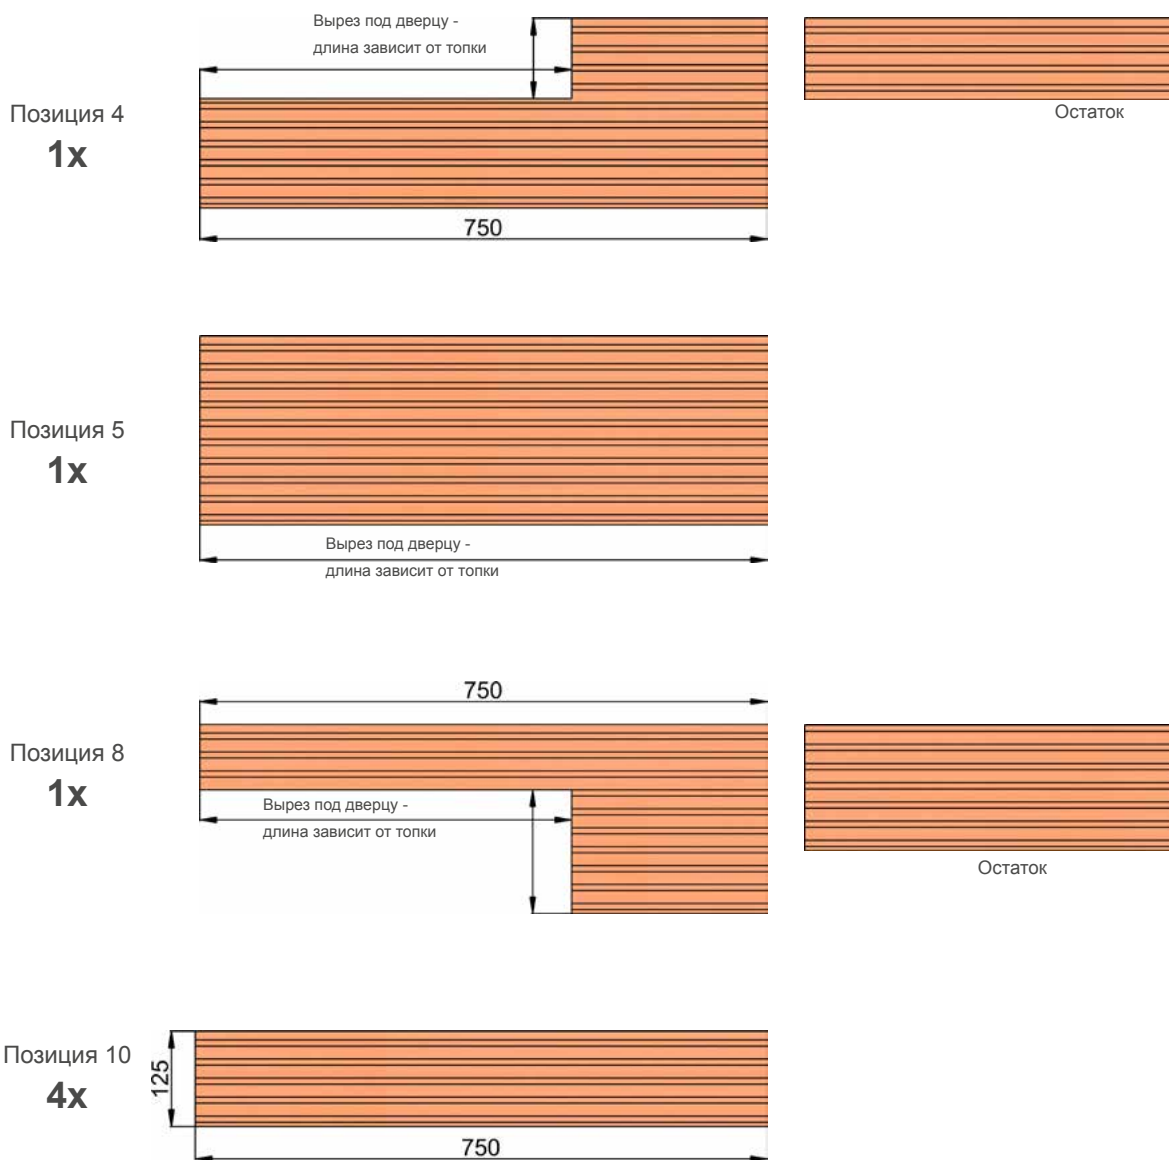 Вырез под дверцу -
длина зависит от топки
Позиция 4
1x
Остаток
750
Позиция 5
1x
Вырез под дверцу -
длина зависит от топки
750
Позиция 8
1x
Вырез под дверцу -
длина зависит от топки
Остаток
Позиция 10
4x
125
750